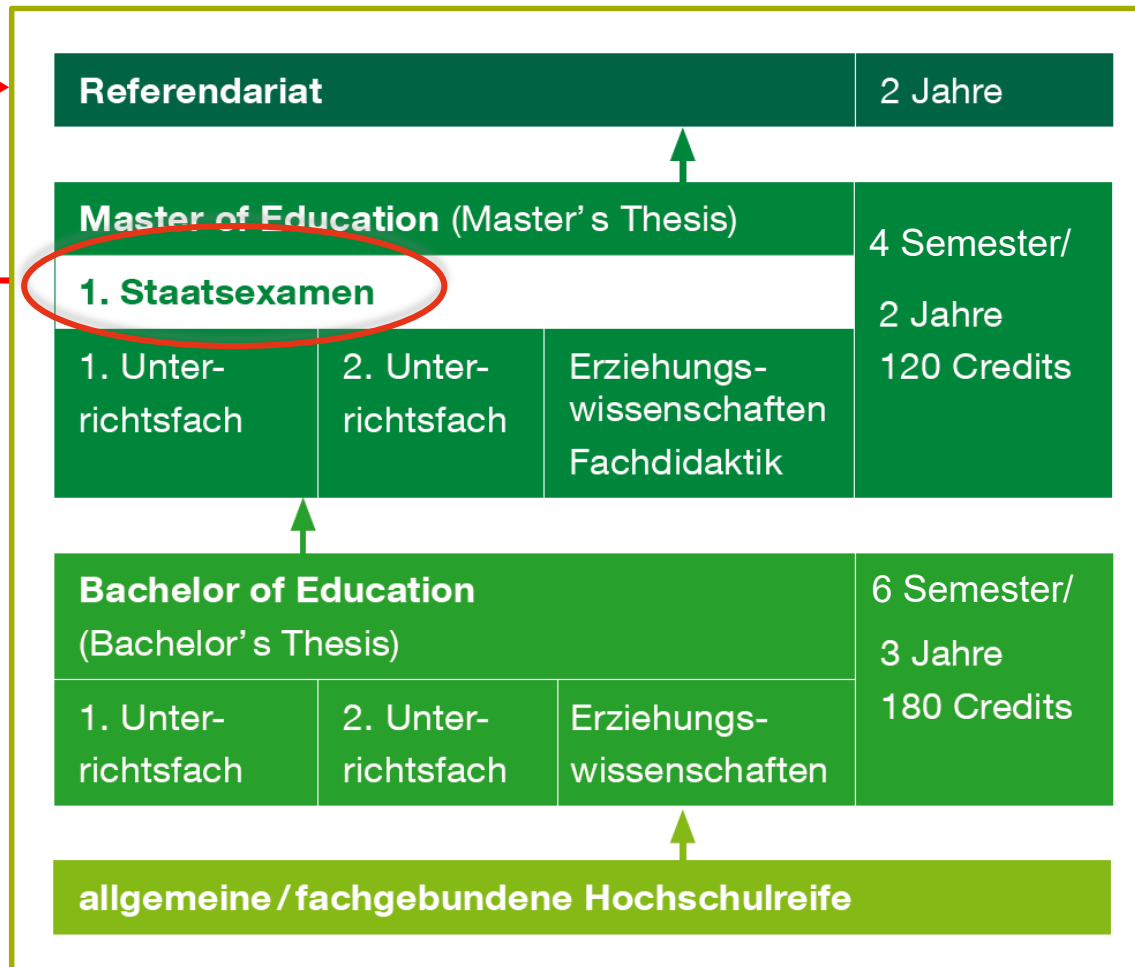 Referendariat
2 Jahre
Master of Education (Master's Thesis)
4 Semester/
2 Jahre
120 Credits
1. Staatsexamen
1. Unter-
richtsfach
2. Unter-
richtsfach
Erziehungs-
wissenschaften
Fachdidaktik
Bachelor of Education
(Bachelor's Thesis)
6 Semester/
3 Jahre
180 Credits
1. Unter-
richtsfach
2. Unter-
richtsfach
Erziehungs-
wissenschaften
allgemeine/fachgebundene Hochschulreife